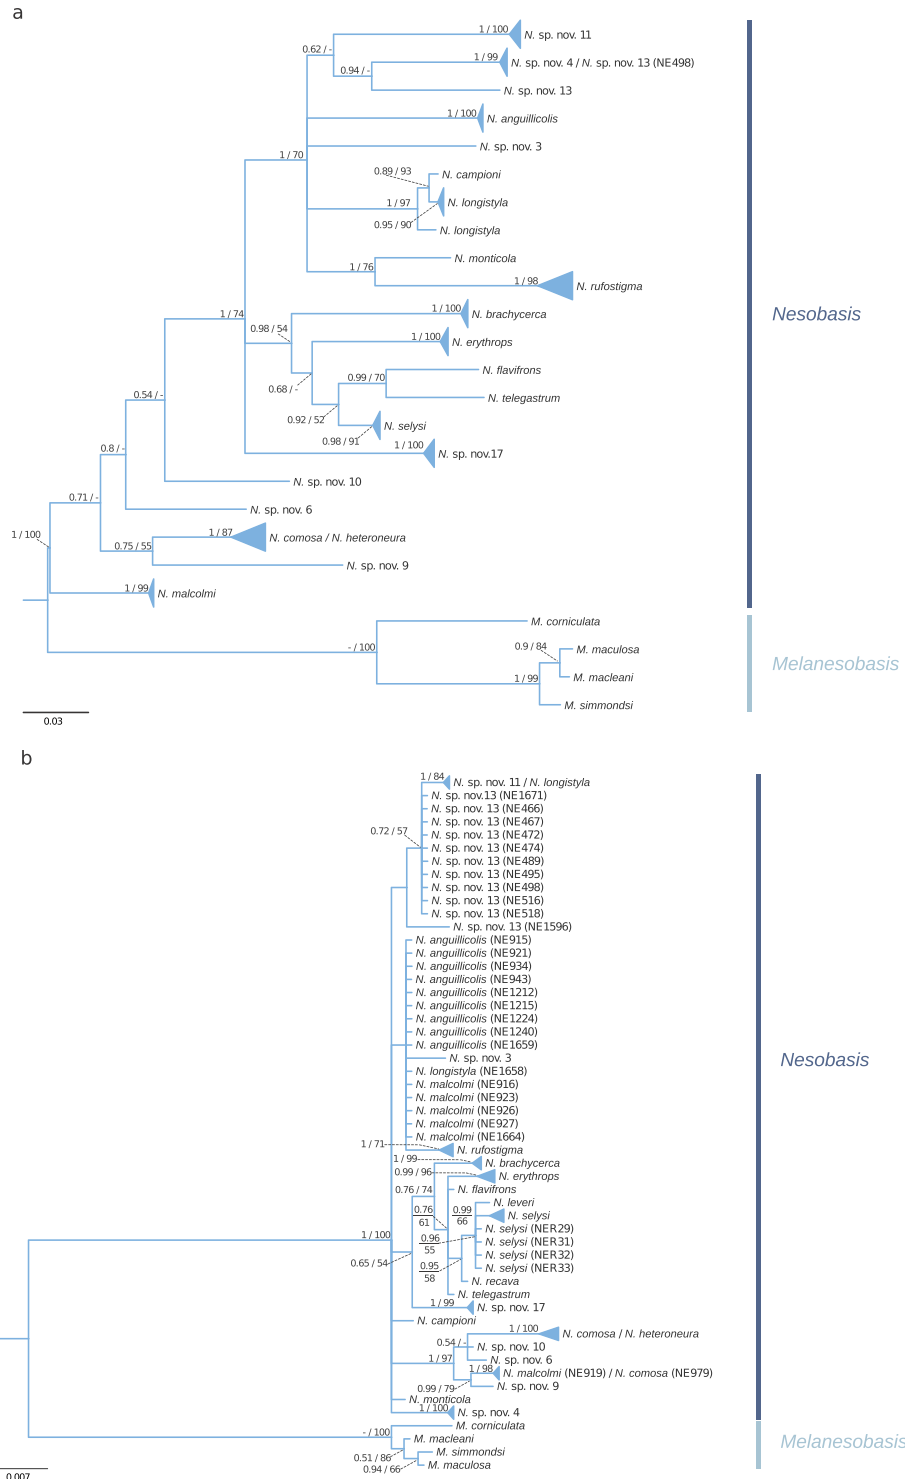 a
1 / 100
N. sp. nov. 11
0.62 / -
1 / 99
N. sp. nov. 4 / N. sp. nov. 13 (NE498)
0.94 / -
N. sp. nov. 13
1 / 100
N. anguillicolis
N. sp. nov. 3
1 / 70
0.89 / 93
N. campioni
1 / 97
N. longistyla
0.95 / 90
N. longistyla
N. monticola
1 / 76
1 / 98
N. rufostigma
1 / 74
1 / 100
N. brachycerca
0.98 / 54
1 / 100
N. erythrops
N. flavifrons
0.99 / 70
0.68 / -
N. telegastrum
0.92 / 52
N. selysi
0.98 / 91
1 / 100
N. sp. nov.17
0.54 / -
0.8 / -
N. sp. nov. 10
0.71 / -
N. sp. nov. 6
1 / 100
1 / 87
N. comosa / N. heteroneura
0.75 / 55
N. sp. nov. 9
1 / 99
N. malcolmi
Nesobasis
M. corniculata
- / 100
0.9 / 84
M. maculosa
1 / 99
M. macleani
M. simmondsi
Melanesobasis
0.03
b
1 / 84
N. sp. nov. 11 / N. longistyla
N. sp. nov.13 (NE1671)
N. sp. nov. 13 (NE466)
N. sp. nov. 13 (NE467)
0.72 / 57
N. sp. nov. 13 (NE472)
N. sp. nov. 13 (NE474)
N. sp. nov. 13 (NE489)
N. sp. nov. 13 (NE495)
N. sp. nov. 13 (NE498)
N. sp. nov. 13 (NE516)
N. sp. nov. 13 (NE518)
N. sp. nov. 13 (NE1596)
N. anguillicolis (NE915)
N. anguillicolis (NE921)
N. anguillicolis (NE934)
N. anguillicolis (NE943)
N. anguillicolis (NE1212)
N. anguillicolis (NE1215)
N. anguillicolis (NE1224)
N. anguillicolis (NE1240)
N. anguillicolis (NE1659)
N. sp. nov. 3
N. longistyla (NE1658)
N. malcolmi (NE916)
N. malcolmi (NE923)
N. malcolmi (NE926)
N. malcolmi (NE927)
N. malcolmi (NE1664)
1 / 71
N. rufostigma
1 / 99
N. brachycerca
0.99 / 96
N. erythrops
0.76 / 74
N. flavifrons
N. leveri
0.76
61
0.99
66
N. selysi
N. selysi (NER29)
0.96
55
N. selysi (NER31)
N. selysi (NER32)
0.95
58
N. selysi (NER33)
N. recava
N. telegastrum
1 / 100
0.65 / 54
1 / 99
N. sp. nov. 17
N. campioni
1 / 100
N. comosa / N. heteroneura
0.54 / -
N. sp. nov. 10
1 / 97
N. sp. nov. 6
1 / 98
N. malcolmi (NE919) / N. comosa (NE979)
0.99 / 79
N. sp. nov. 9
N. monticola
1 / 100
N. sp. nov. 4
Nesobasis
M. corniculata
- / 100
M. macleani
0.51 / 86
M. simmondsi
0.94 / 66
M. maculosa
Melanesobasis
0.007